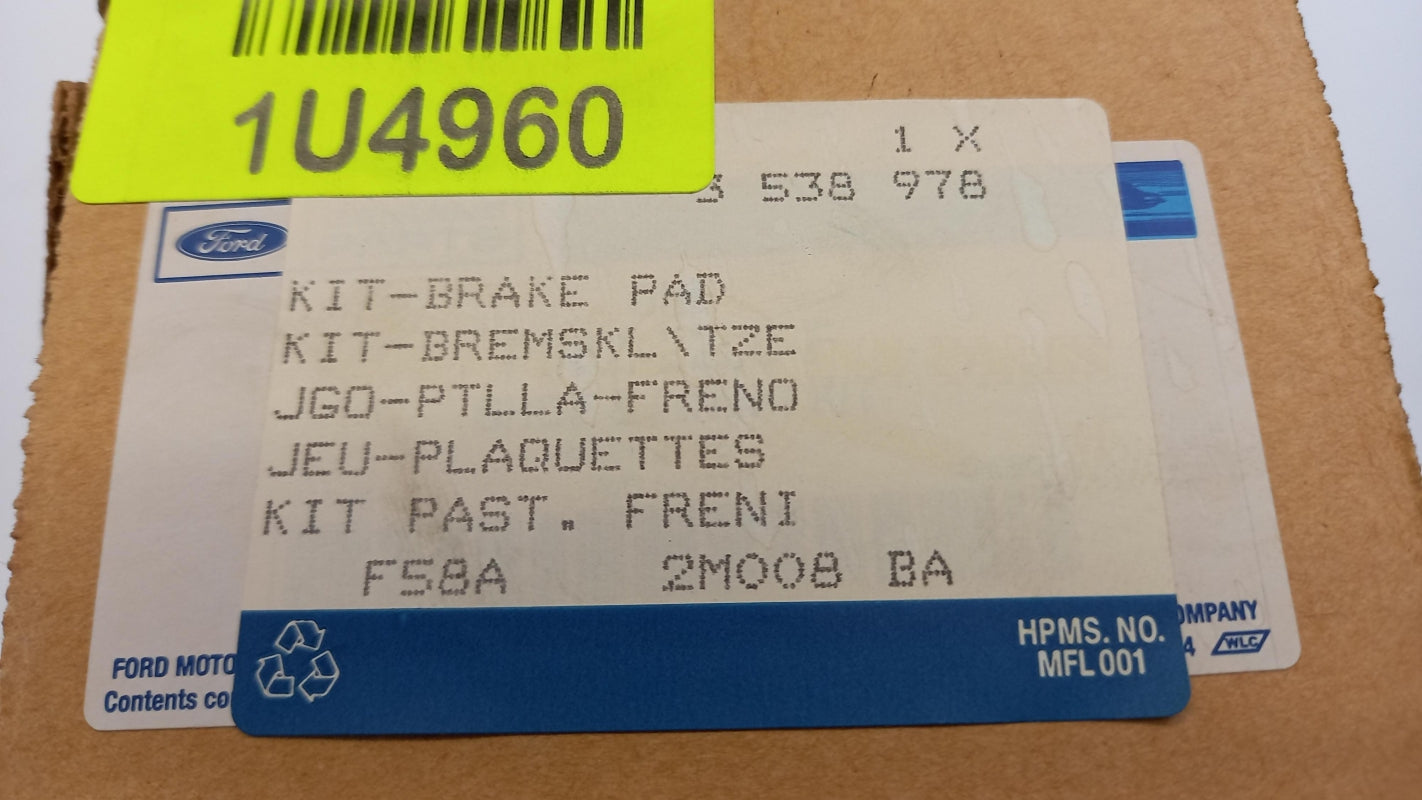 1U4960
1 X
3 538 978
Ford
KIT-BRAKE PAD
KIT-BREMSKL\TZE
JGO-PTLLA-FRENO
JEU-PLAQUETTES
KIT PAST. FRENI
F58A 2M008 BA
HPMS. NO.
MFL 001
FORD MOTO
Contents co
OMPANY
4 WLC